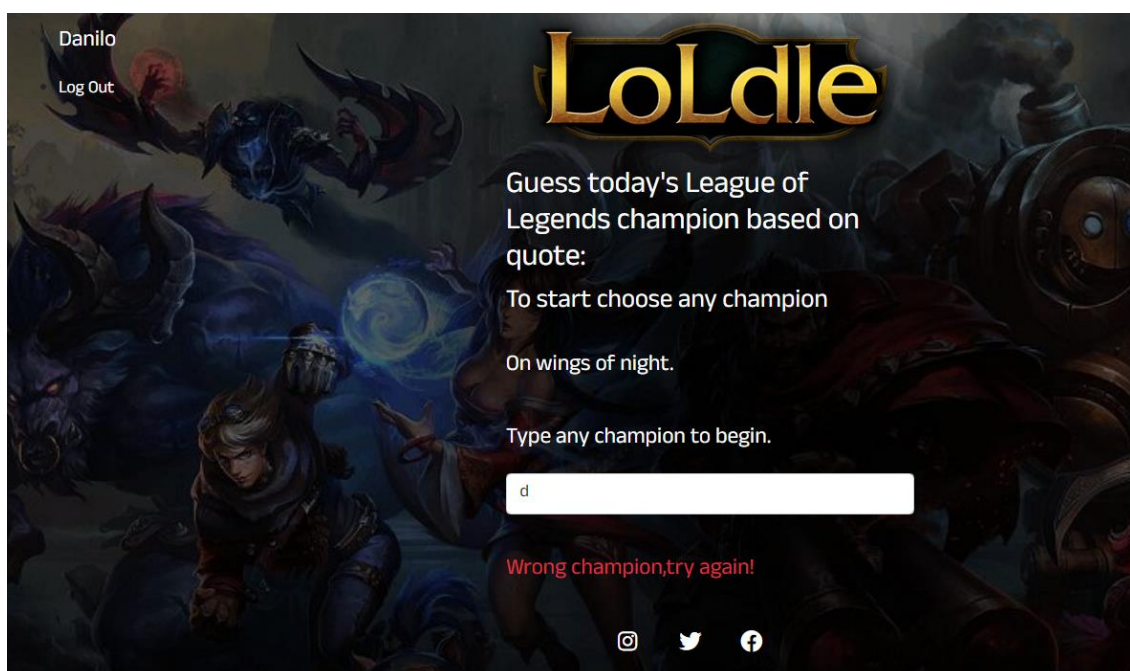 Danilo
Log Out
LoLdle
Guess today's League of
Legends champion based on
quote:
To start choose any champion
On wings of night.
Type any champion to begin.
d
Wrong champion,try again!